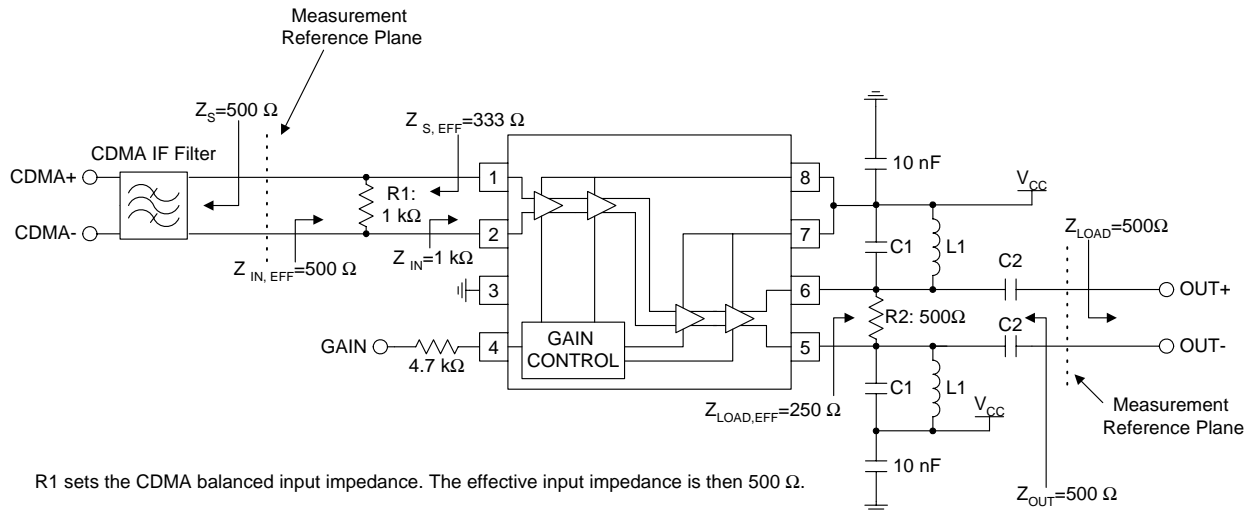 Measurement
Reference Plane
Z_S=500 Ω
Z_S, EFF=333 Ω
CDMA IF Filter
CDMA+
CDMA-
R1:
1 kΩ
Z_IN, EFF=500 Ω
Z_IN=1 kΩ
1
2
3
4
8
7
6
5
GAIN
4.7 kΩ
GAIN
CONTROL
10 nF
V_CC
C1
L1
C2
Z_LOAD=500Ω
OUT+
R2: 500Ω
C2
OUT-
C1
L1
Z_LOAD,EFF=250 Ω
V_CC
Measurement
Reference Plane
10 nF
Z_OUT=500 Ω
R1 sets the CDMA balanced input impedance. The effective input impedance is then 500 Ω.